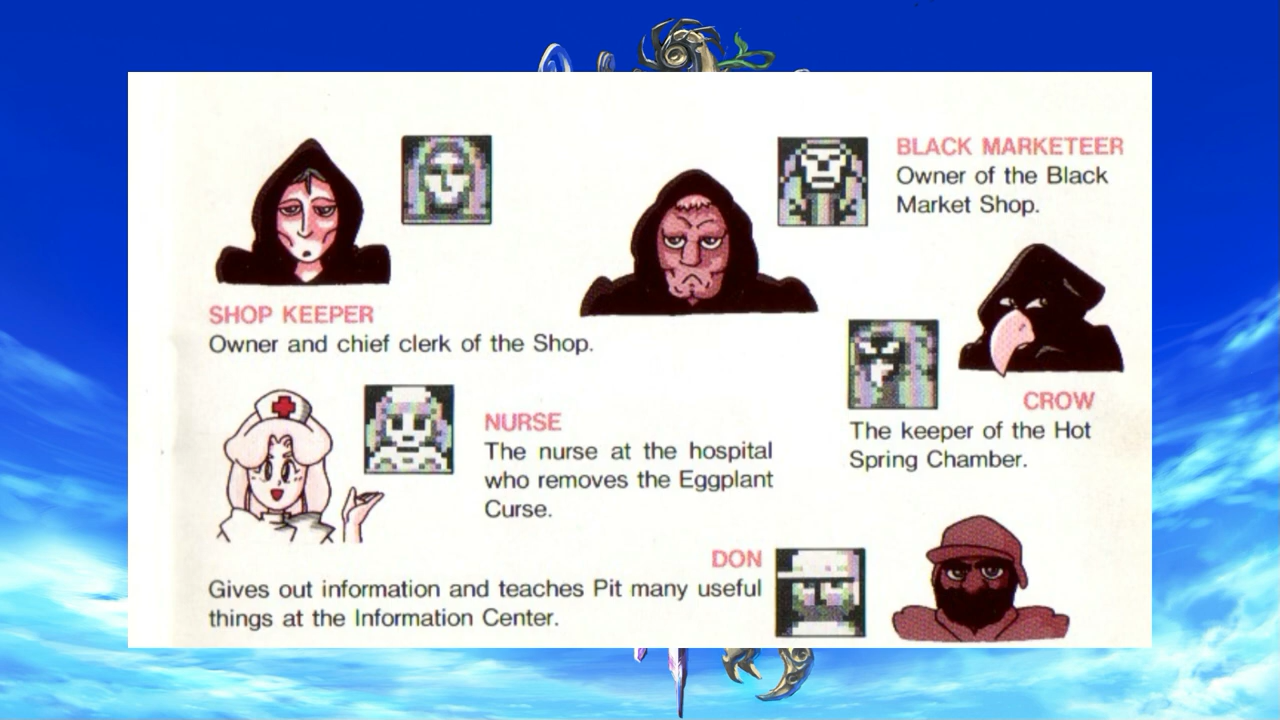 BLACK MARKETEER
Owner of the Black
Market Shop.
SHOP KEEPER
Owner and chief clerk of the Shop.
CROW
The keeper of the Hot
Spring Chamber.
NURSE
The nurse at the hospital
who removes the Eggplant
Curse.
DON
Gives out information and teaches Pit many useful
things at the Information Center.